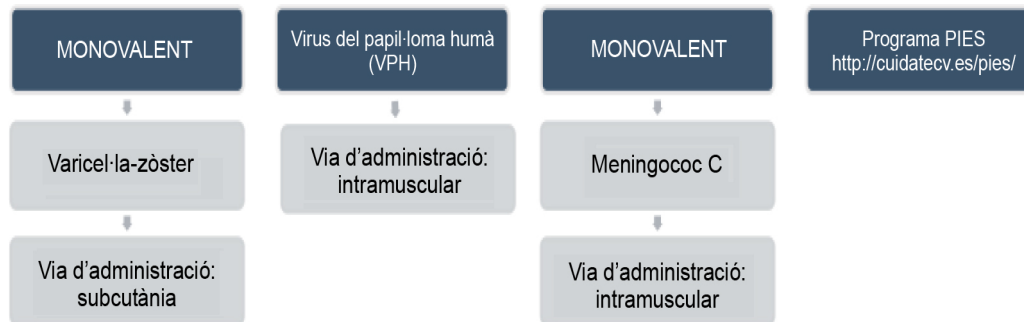 MONOVALENT
Varicel·la-zòster
Via d’administració:
subcutània
Virus del papil·loma humà
(VPH)
Via d’administració:
intramuscular
MONOVALENT
Meningococ C
Via d’administració:
intramuscular
Programa PIES
http://cuidatecv.es/pies/